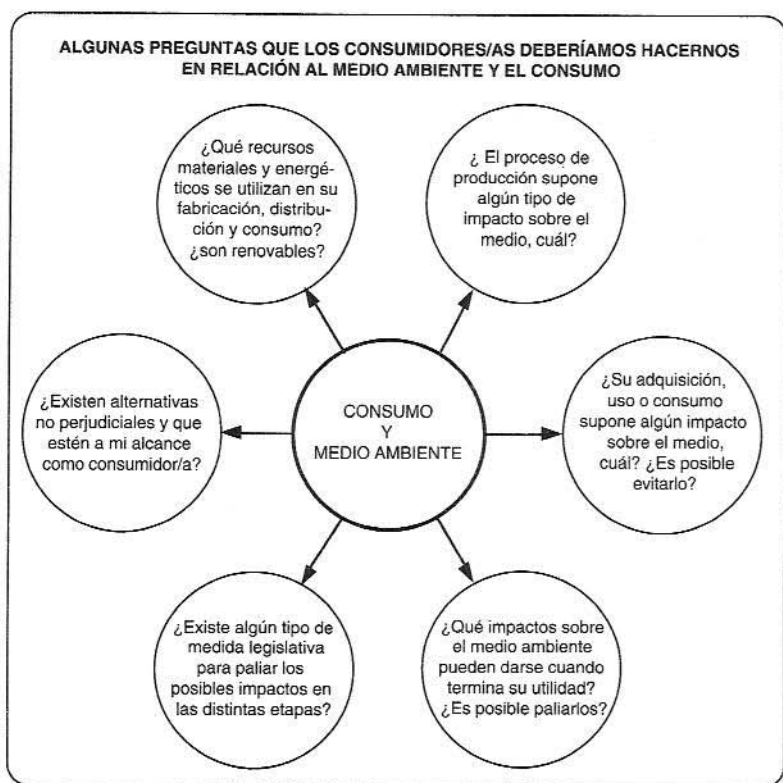 ALGUNAS PREGUNTAS QUE LOS CONSUMIDORES/AS DEBERÍAMOS HACERNOS
EN RELACIÓN AL MEDIO AMBIENTE Y EL CONSUMO
¿Qué recursos
materiales y energé-
ticos se utilizan en su
fabricación, distribu-
ción y consumo?
¿son renovables?
¿ El proceso de
producción supone
algún tipo de
impacto sobre el
medio, cuál?
¿Existen alternativas
no perjudiciales y que
estén a mi alcance
como consumidor/a?
CONSUMO
Y
MEDIO AMBIENTE
¿Su adquisición,
uso o consumo
supone algún impacto
sobre el medio,
cuál? ¿Es posible
evitarlo?
¿Existe algún tipo de
medida legislativa
para paliar los
posibles impactos en
las distintas etapas?
¿Qué impactos sobre
el medio ambiente
pueden darse cuando
termina su utilidad?
¿Es posible paliarlos?